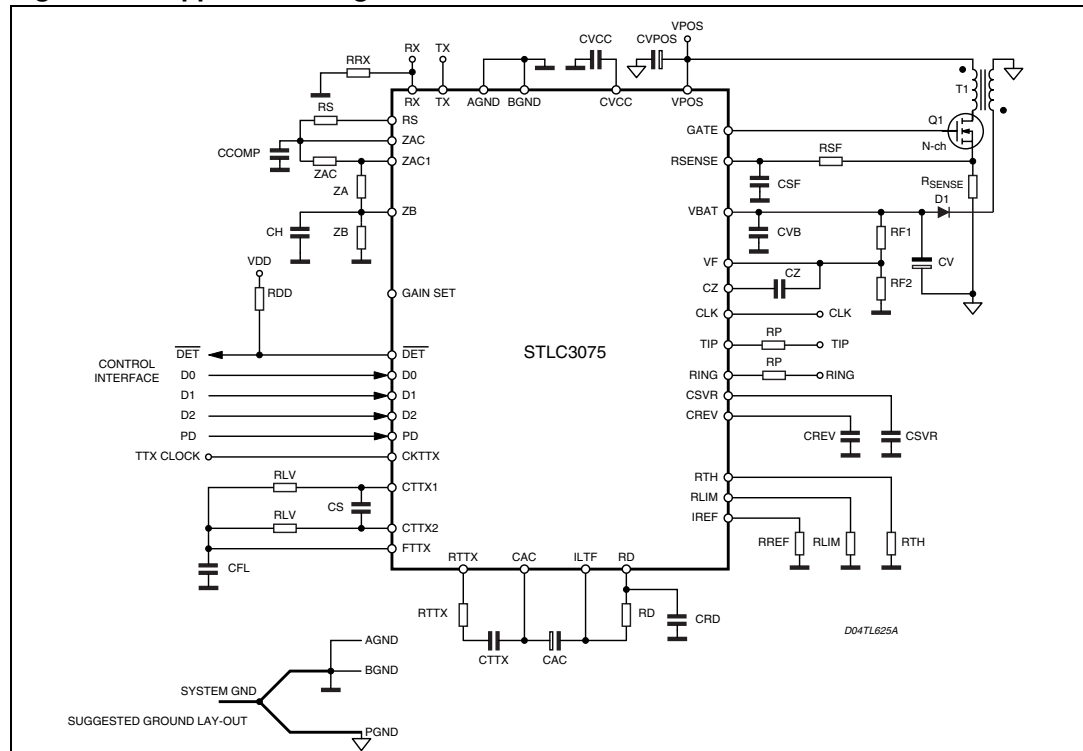 VPOS
RX TX CVCC CVPOS
RRX
T1
RX TX AGND BGND CVCC VPOS
RS RS
Q1
GATE
ZAC
CCOMP N-ch
RSF
ZAC1 RSENSE
ZAC
ZA CSF RSENSE
D1
ZB VBAT
CH ZB CVB RF1
VDD VF CV
CZ
RDD CZ RF2
GAIN SET
CLK CLK
STLC3075
RP
DET DET TIP TIP
CONTROL INTERFACE
RP
D0 D0 RING RING
D1 D1 CSVR
D2 D2 CREV
CREV CSVR
PD PD
TTX CLOCK CKTTX
RTH
RLV CTTX1
RLIM
CS
IREF
RLV CTTX2
RREF RLIM RTH
FTTX
RTTX CAC ILTF RD
CFL
RTTX RD CRD
D04TL625A
CTTX CAC
AGND
BGND
SYSTEM GND
SUGGESTED GROUND LAY-OUT
PGND